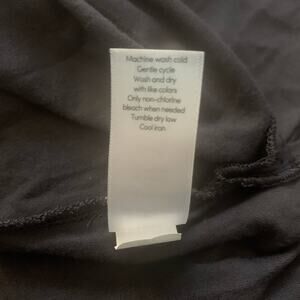 Machine wash cold
Gentle cycle
Wash and dry
with like colors
Only non-chlorine
bleach when needed
Tumble dry low
Cool iron